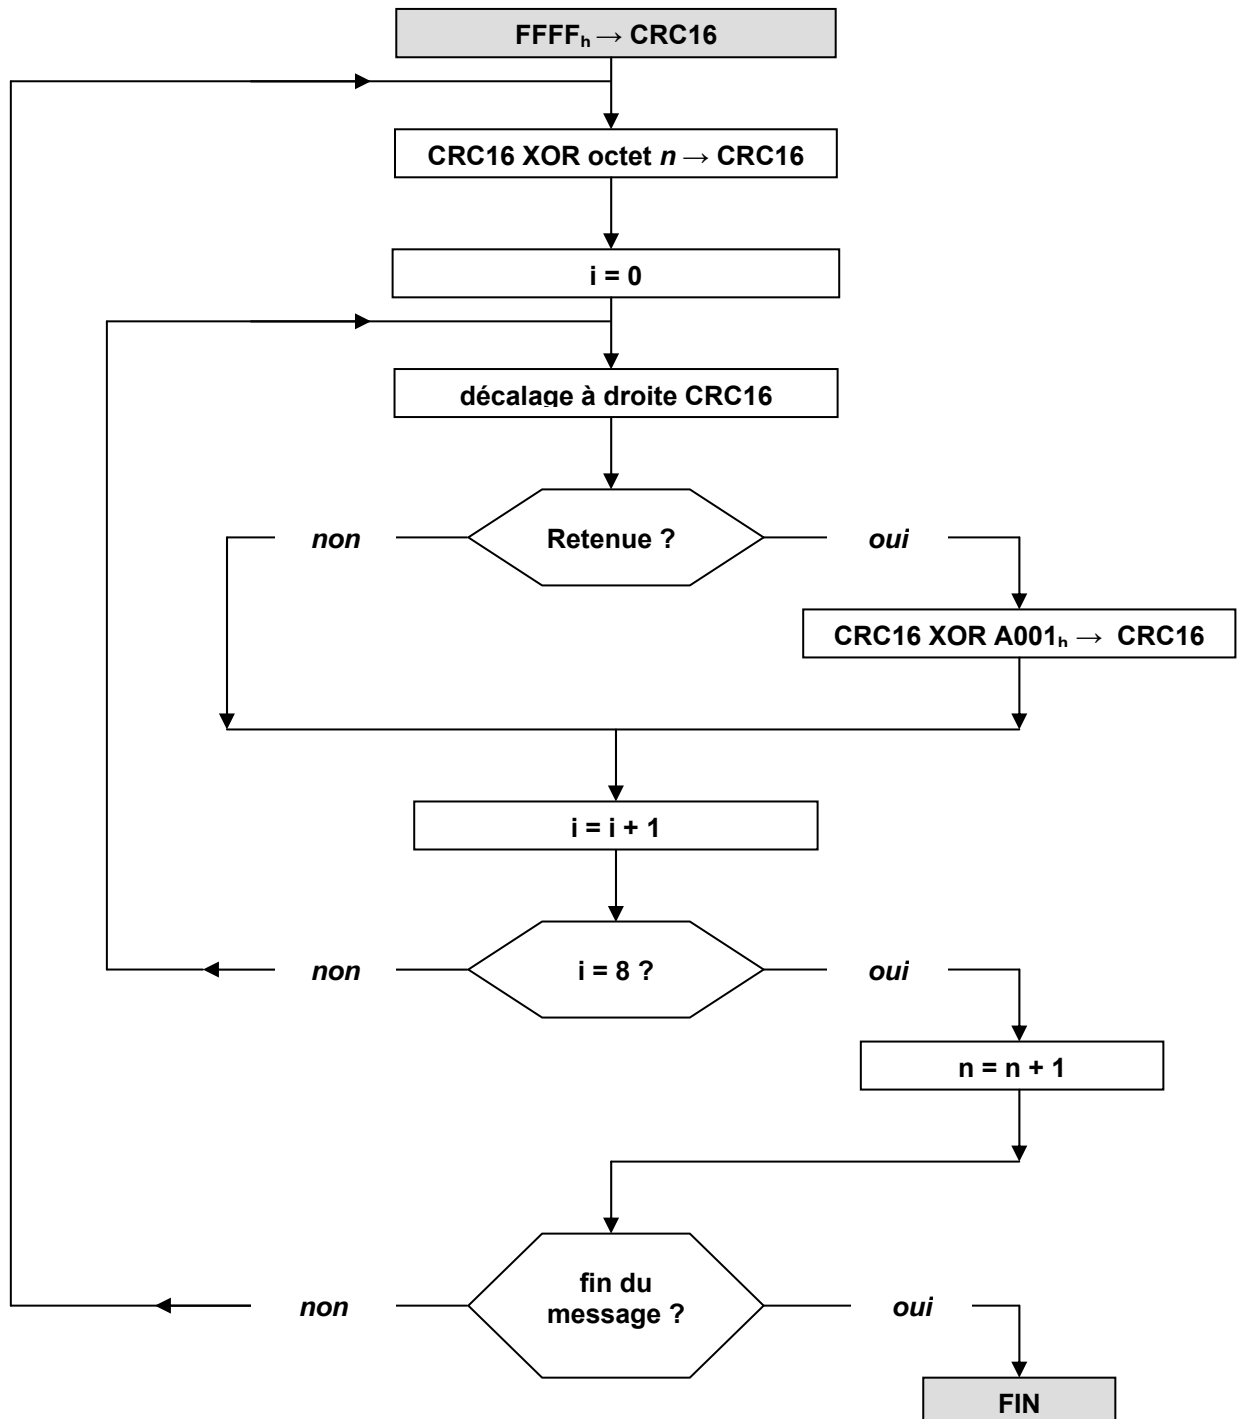 FFFFₕ → CRC16
CRC16 XOR octet n → CRC16
i = 0
décalage à droite CRC16
non
Retenue ?
oui
CRC16 XOR A001ₕ → CRC16
i = i + 1
non
i = 8 ?
oui
n = n + 1
non
fin du
message ?
oui
FIN